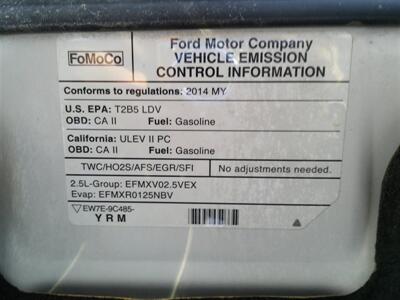 FoMoCo
Ford Motor Company
VEHICLE EMISSION
CONTROL INFORMATION
Conforms to regulations: 2014 MY
U.S. EPA: T2B5 LDV
OBD: CA II Fuel: Gasoline
California: ULEV II PC
OBD: CA II Fuel: Gasoline
TWC/HO2S/AFS/EGR/SFI No adjustments needed.
2.5L-Group: EFMXV02.5VEX
Evap: EFMXR0125NBV
EW7E-9C485-
Y R M